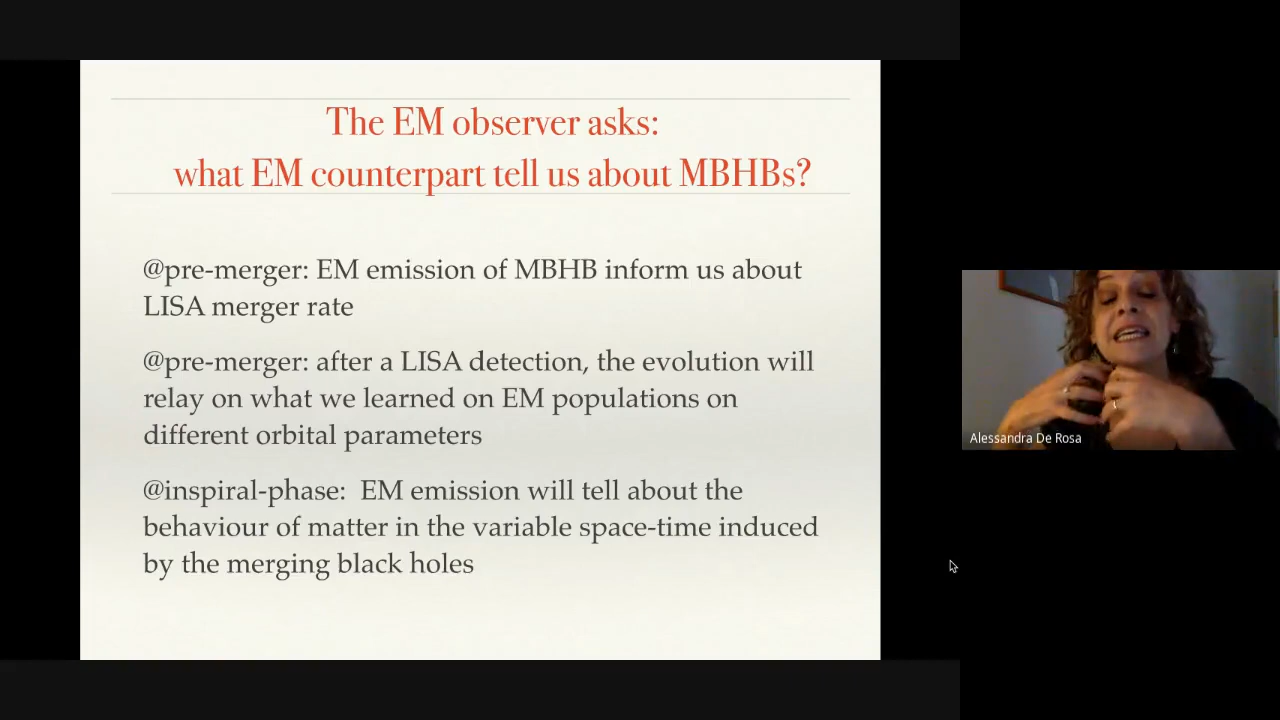 The EM observer asks:
what EM counterpart tell us about MBHBs?
@pre-merger: EM emission of MBHB inform us about
LISA merger rate
@pre-merger: after a LISA detection, the evolution will
relay on what we learned on EM populations on
different orbital parameters
@inspiral-phase:  EM emission will tell about the
behaviour of matter in the variable space-time induced
by the merging black holes
Alessandra De Rosa